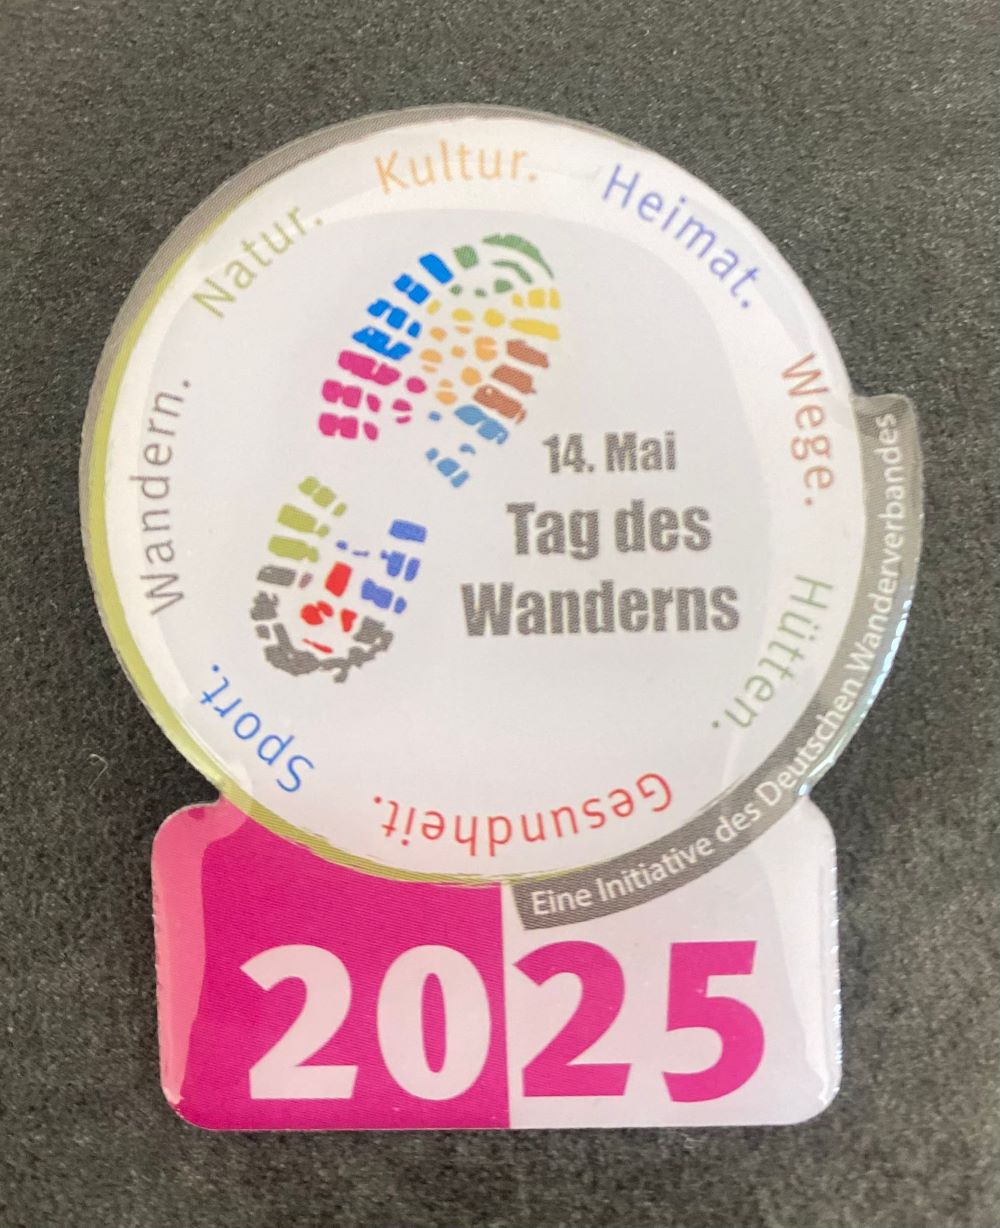 Wandern. Natur. Kultur. Heimat. Wege. Hütten. Gesundheit. Sport.
14. Mai
Tag des
Wanderns
Eine Initiative des Deutschen Wanderverbandes
2025